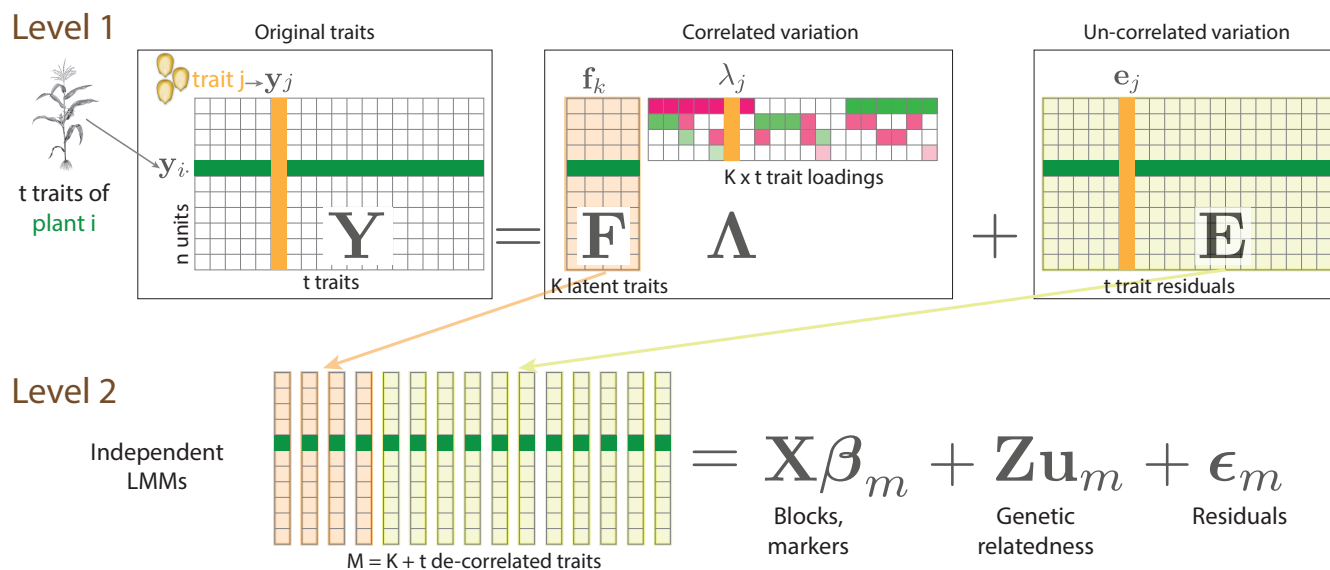 Level 1
Original traits
Correlated variation
Un-correlated variation
trait j → y_j
f_k
λ_j
e_j
y_i.
t traits of
plant i
n units
Y
t traits
=
F
K latent traits
K x t trait loadings
Λ
+
E
t trait residuals
Level 2
Independent
LMMs
M = K + t de-correlated traits
= Xβ_m + Zu_m + ϵ_m
Blocks,
markers
Genetic
relatedness
Residuals